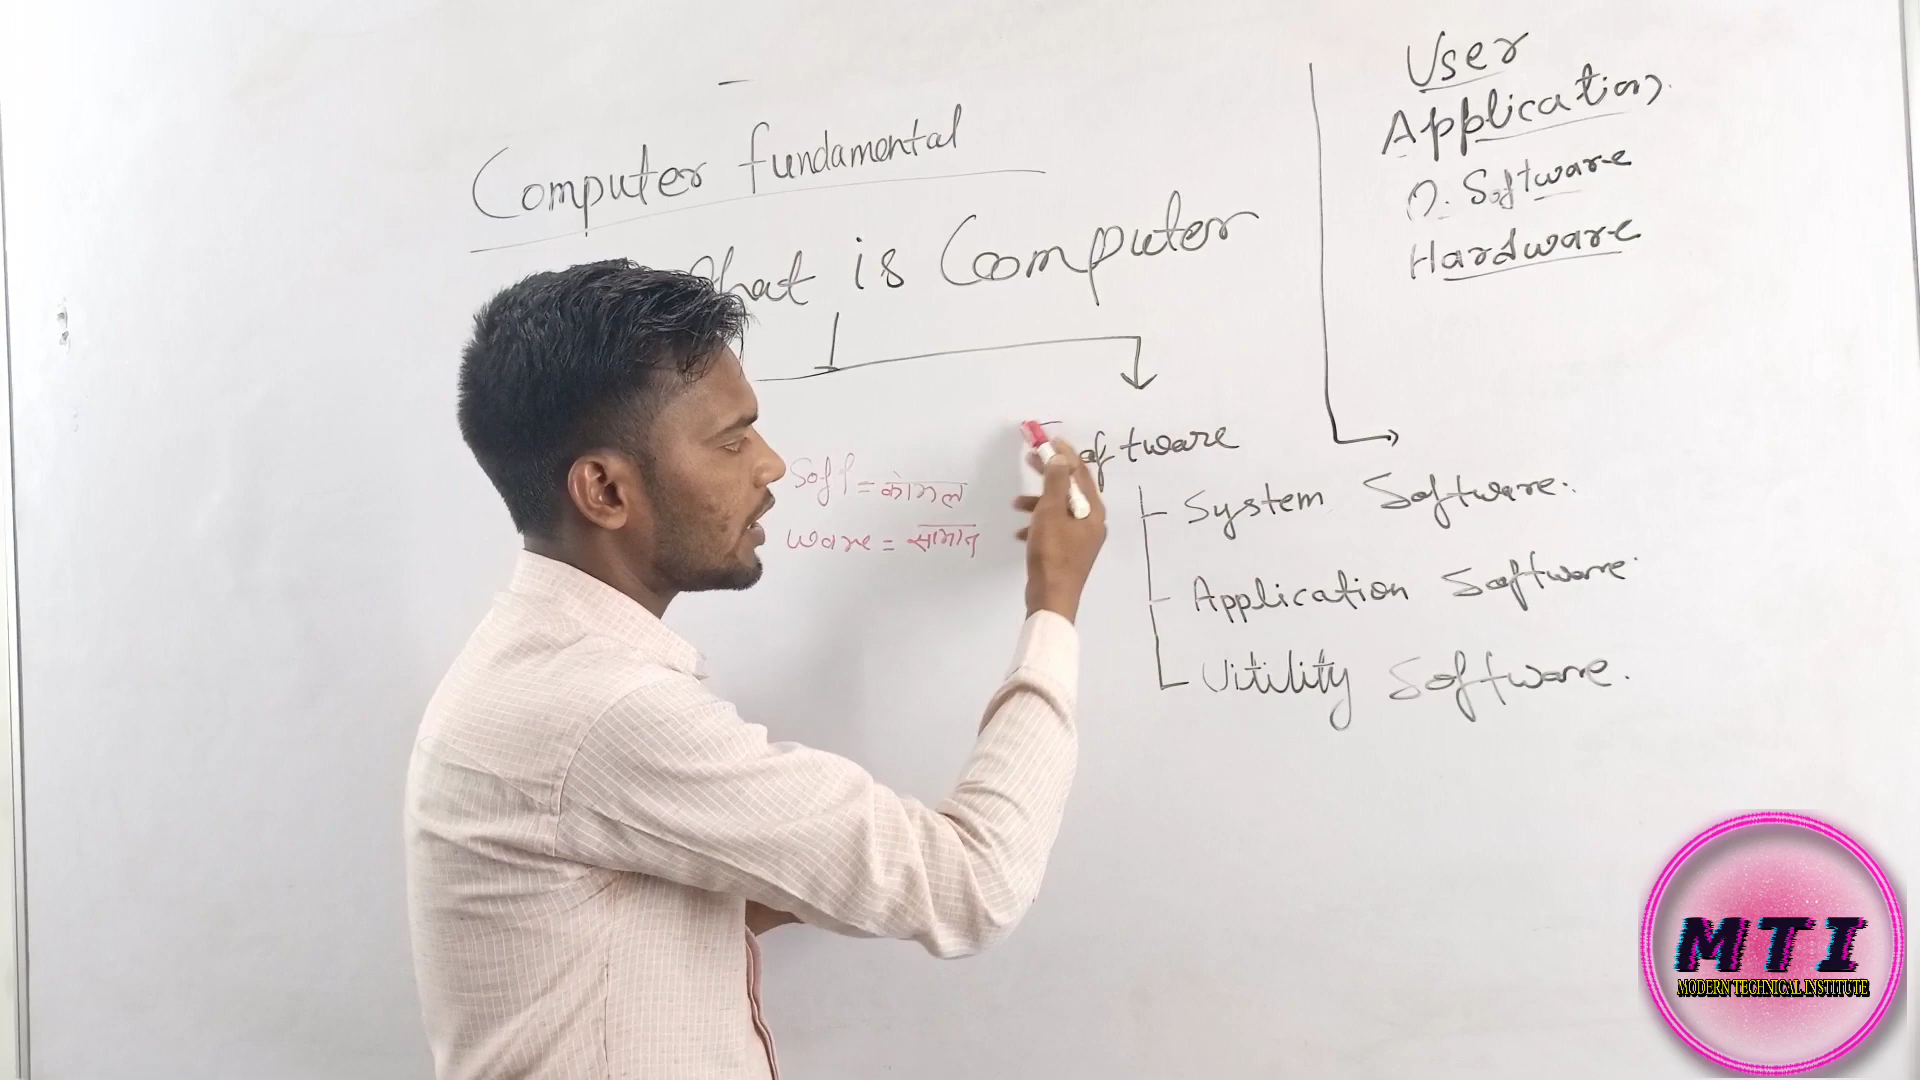 Computer fundamental
What is Computer
Software
Soft = कोमल
ware = सामान
System Software.
Application Software.
Uitility Software.
User
Application
O. Software
Hardware
MTI
MODERN TECHNICAL INSTITUTE